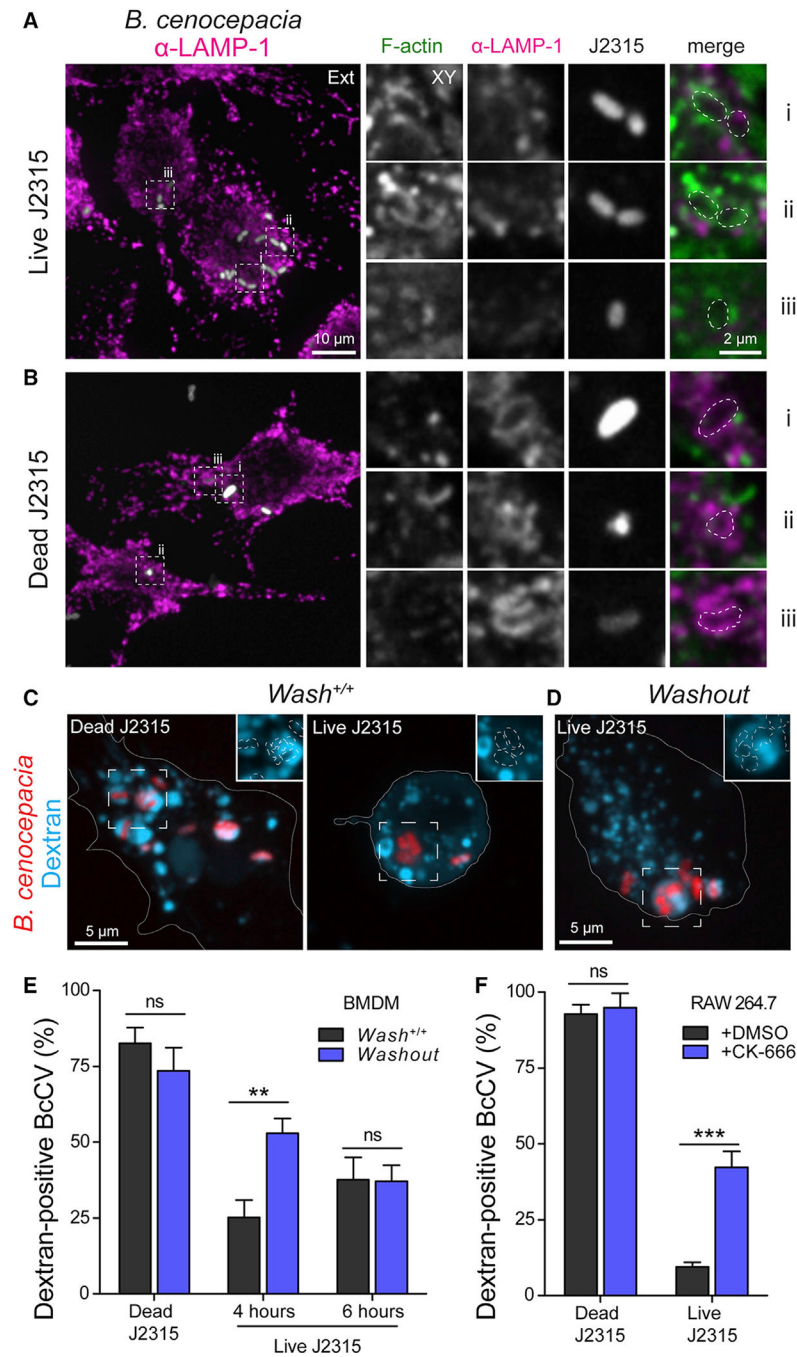 A
B. cenocepacia
α-LAMP-1
F-actin
α-LAMP-1
J2315
merge
Live J2315
Ext
XY
iii
ii
i
10 µm
i
ii
iii
2 µm
B
Dead J2315
iii
i
ii
i
ii
iii
C
Wash+/+
D
Washout
B. cenocepacia
Dextran
Dead J2315
Live J2315
Live J2315
5 µm
5 µm
E
Dextran-positive BcCV (%)
100
75
50
25
0
ns
**
ns
BMDM
Wash+/+
Washout
Dead
J2315
4 hours
6 hours
Live J2315
F
Dextran-positive BcCV (%)
100
75
50
25
0
ns
***
RAW 264.7
+DMSO
+CK-666
Dead
J2315
Live
J2315